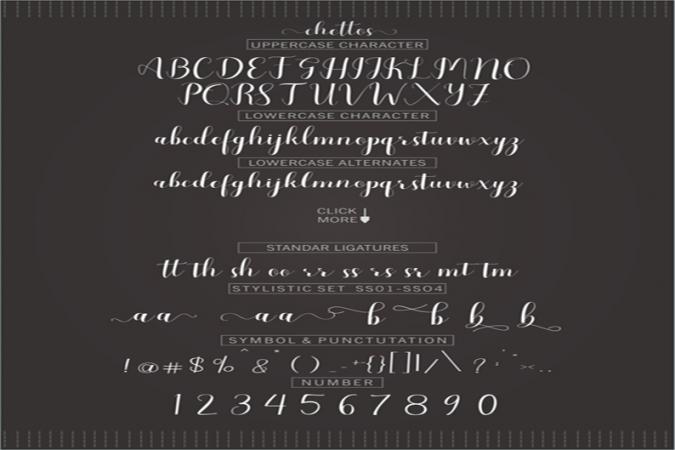 chettos
UPPERCASE CHARACTER
ABCDEFGHIJKLMNO
PQRSTUVWXYZ
LOWERCASE CHARACTER
abcdefghijklmnopqrstuvwxyz
LOWERCASE ALTERNATES
abcdefghijklmnopqrstuvwxyz
CLICK
MORE
STANDAR LIGATURES
tt th sh oo rr ss rs sr mt tm
STYLISTIC SET SS01-SS04
aa aa b b b b
SYMBOL & PUNCTUTATION
!@#$%^&*()_-+{}[]|/\?
NUMBER
1234567890